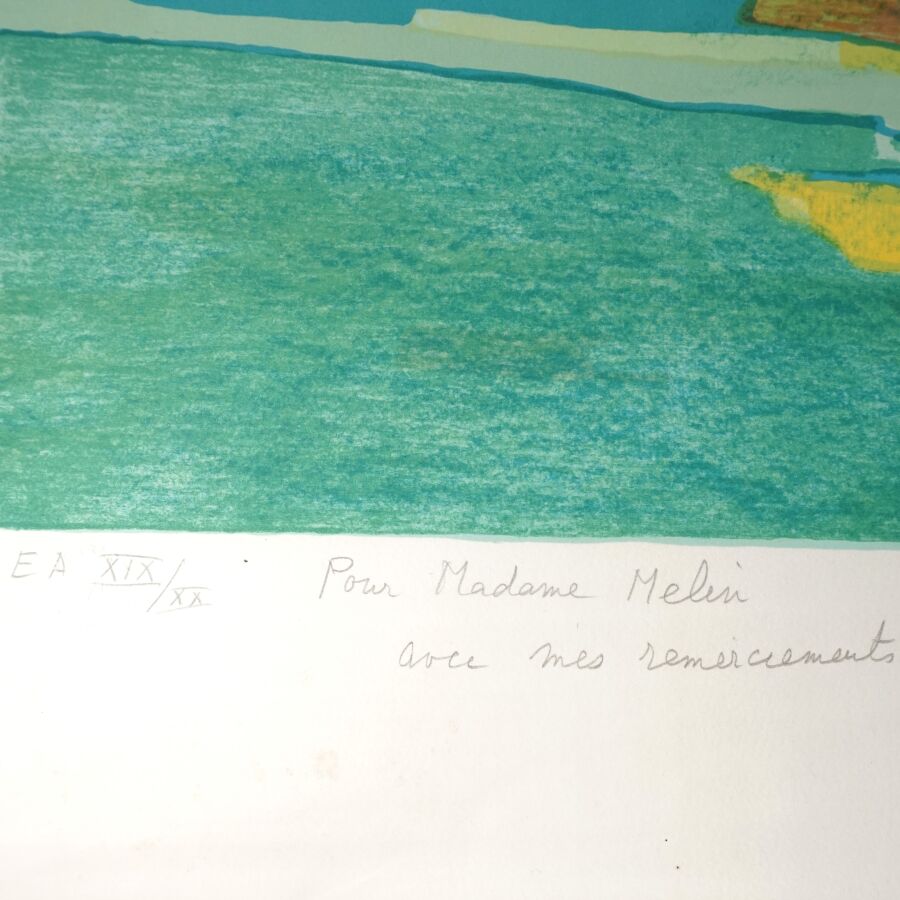 EA XIX/XX Pour Madame Melin
avec mes remerciements